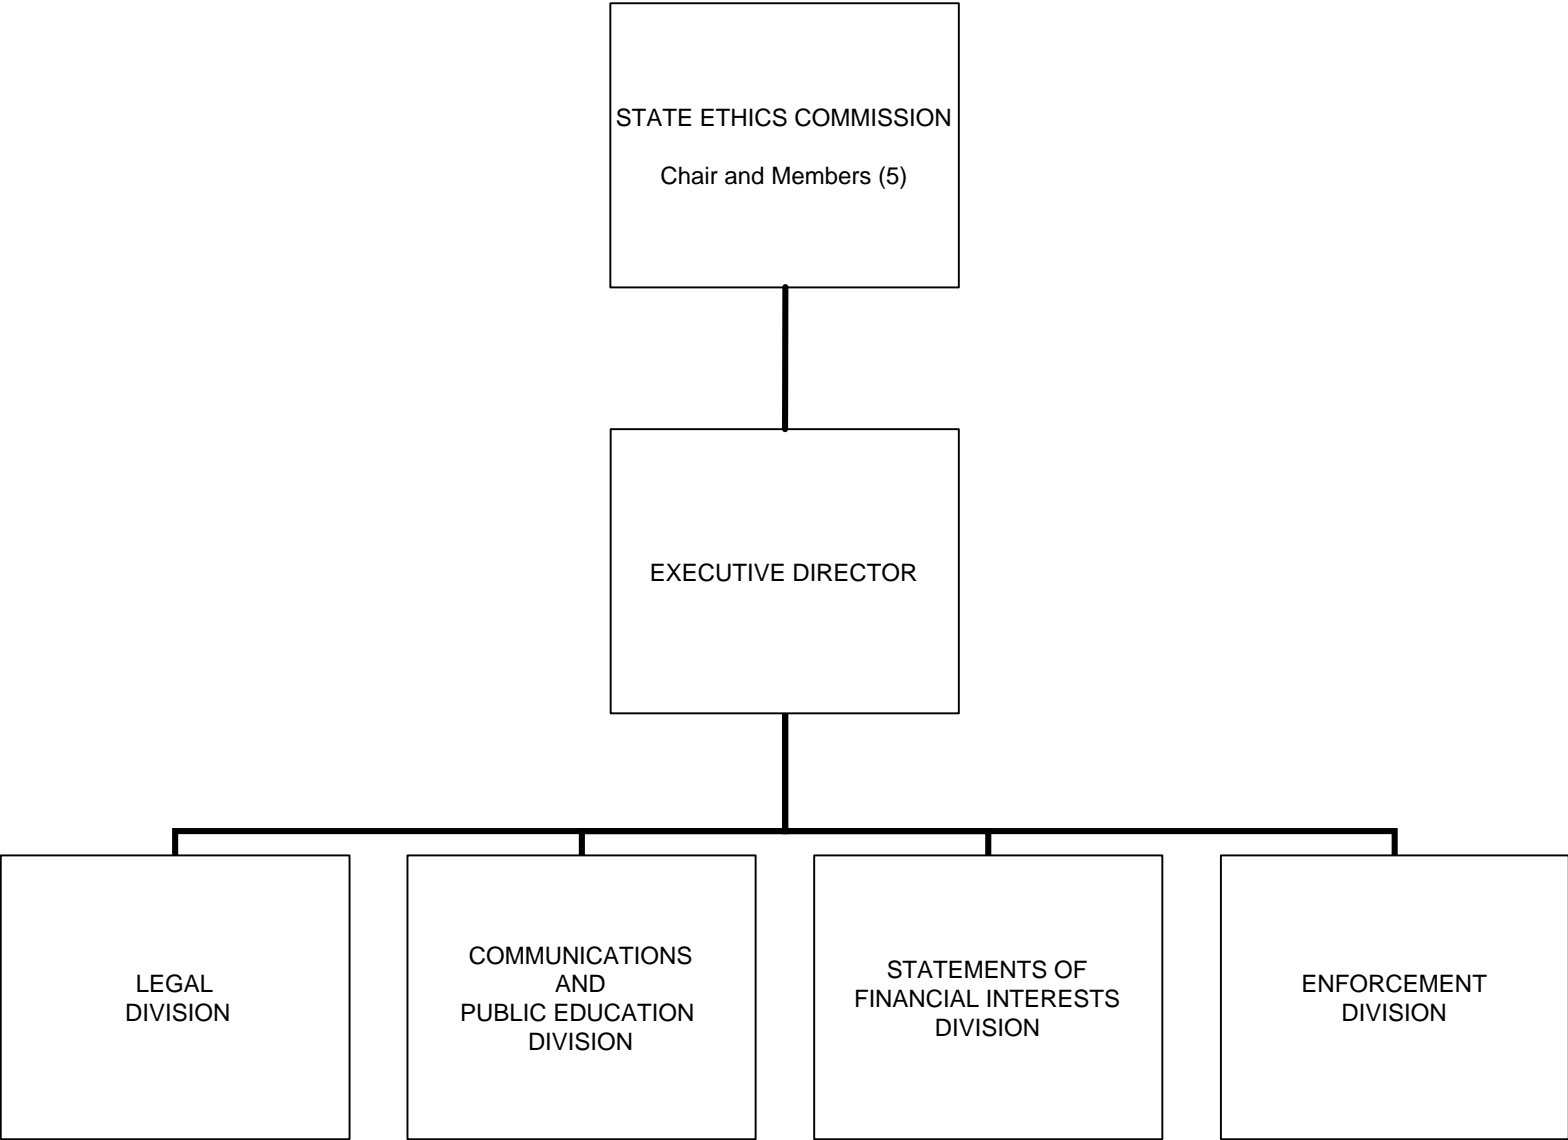 STATE ETHICS COMMISSION
Chair and Members (5)
EXECUTIVE DIRECTOR
LEGAL
DIVISION
COMMUNICATIONS
AND
PUBLIC EDUCATION
DIVISION
STATEMENTS OF
FINANCIAL INTERESTS
DIVISION
ENFORCEMENT
DIVISION